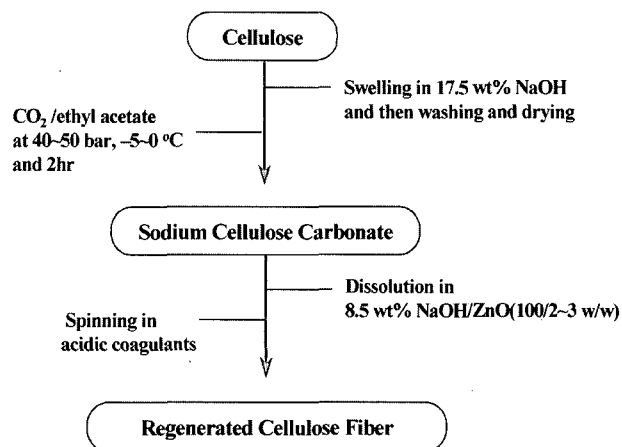 Cellulose
Swelling in 17.5 wt% NaOH
and then washing and drying
CO2 /ethyl acetate
at 40~50 bar, –5~0 °C
and 2hr
Sodium Cellulose Carbonate
Dissolution in
8.5 wt% NaOH/ZnO(100/2~3 w/w)
Spinning in
acidic coagulants
Regenerated Cellulose Fiber